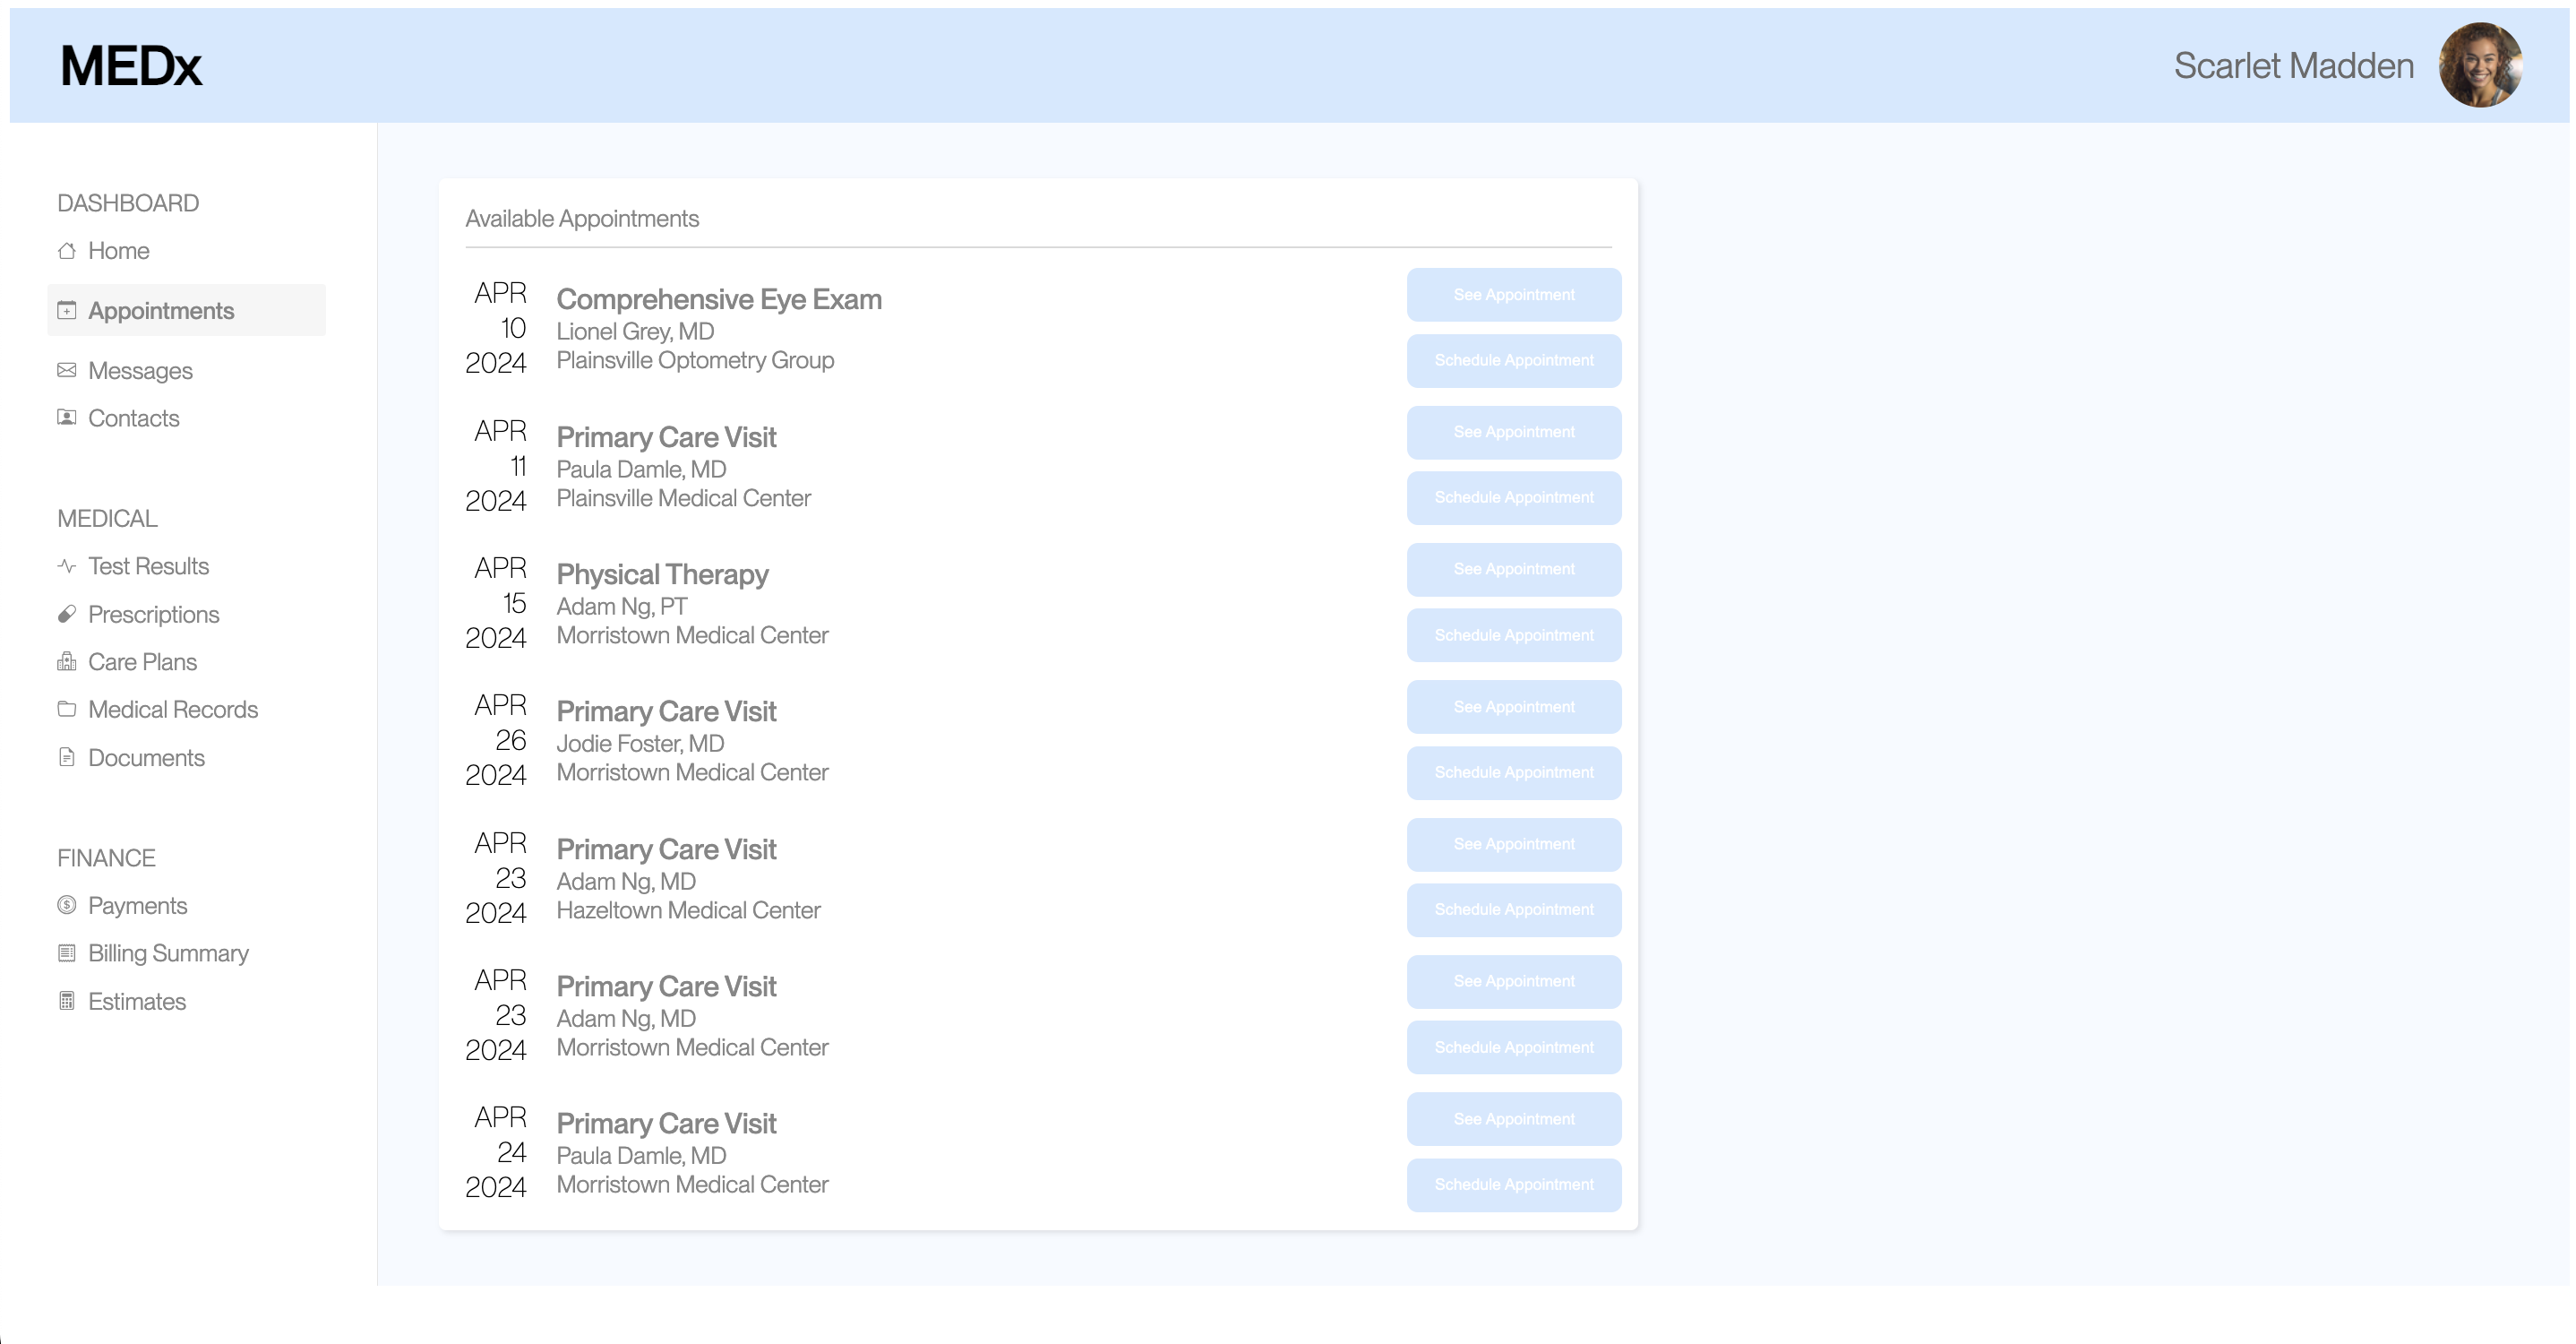 MEDx
Scarlet Madden
DASHBOARD
Home
Appointments
Messages
Contacts
MEDICAL
Test Results
Prescriptions
Care Plans
Medical Records
Documents
FINANCE
Payments
Billing Summary
Estimates
Available Appointments
APR
10
2024
Comprehensive Eye Exam
Lionel Grey, MD
Plainsville Optometry Group
See Appointment
Schedule Appointment
APR
11
2024
Primary Care Visit
Paula Damle, MD
Plainsville Medical Center
See Appointment
Schedule Appointment
APR
15
2024
Physical Therapy
Adam Ng, PT
Morristown Medical Center
See Appointment
Schedule Appointment
APR
26
2024
Primary Care Visit
Jodie Foster, MD
Morristown Medical Center
See Appointment
Schedule Appointment
APR
23
2024
Primary Care Visit
Adam Ng, MD
Hazeltown Medical Center
See Appointment
Schedule Appointment
APR
23
2024
Primary Care Visit
Adam Ng, MD
Morristown Medical Center
See Appointment
Schedule Appointment
APR
24
2024
Primary Care Visit
Paula Damle, MD
Morristown Medical Center
See Appointment
Schedule Appointment